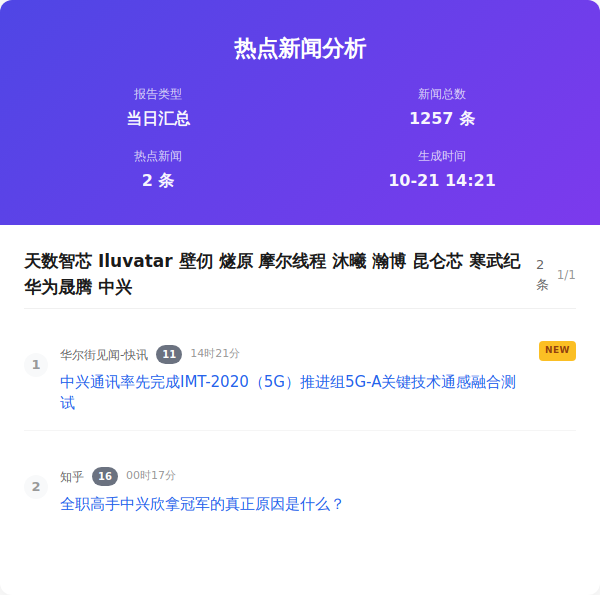 热点新闻分析
报告类型
新闻总数
当日汇总
1257 条
热点新闻
生成时间
2 条
10-21 14:21
天数智芯 Iluvatar 壁仞 燧原 摩尔线程 沐曦 瀚博 昆仑芯 寒武纪
华为晟腾 中兴
2
条
1/1
1
华尔街见闻-快讯 11 14时21分
NEW
中兴通讯率先完成IMT-2020（5G）推进组5G-A关键技术通感融合测
试
2
知乎 16 00时17分
全职高手中兴欣拿冠军的真正原因是什么？